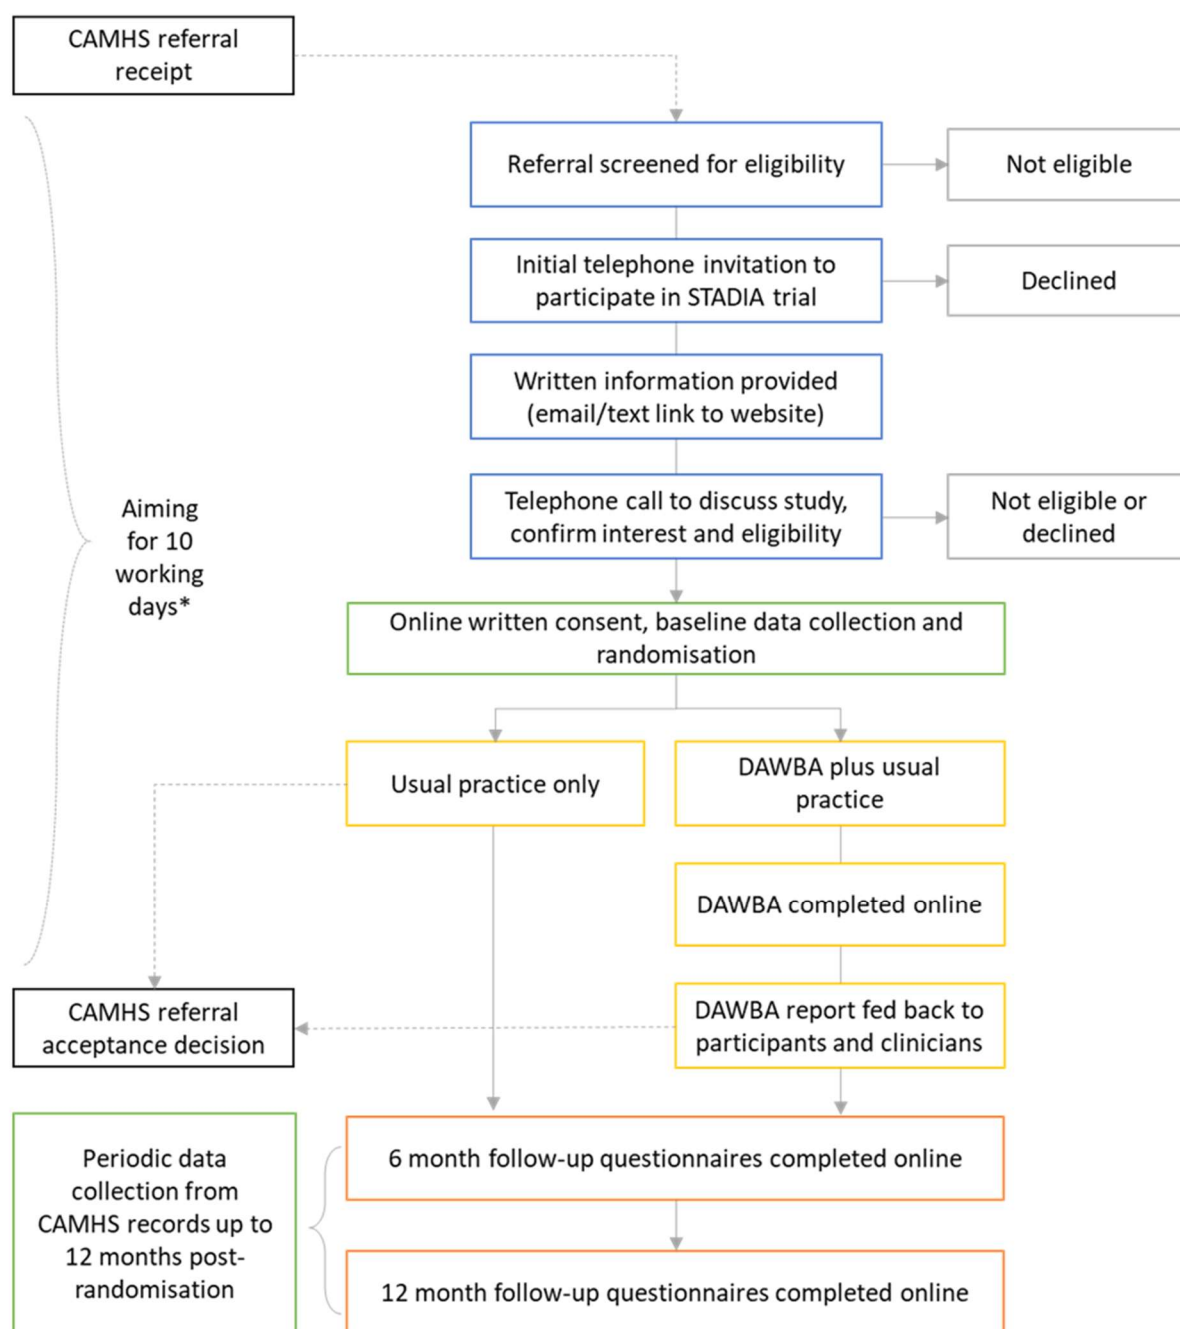 CAMHS referral
receipt
Referral screened for eligibility
Not eligible
Initial telephone invitation to
participate in STADIA trial
Declined
Written information provided
(email/text link to website)
Telephone call to discuss study,
confirm interest and eligibility
Not eligible or
declined
Aiming
for 10
working
days*
Online written consent, baseline data collection and
randomisation
Usual practice only
DAWBA plus usual
practice
DAWBA completed online
DAWBA report fed back to
participants and clinicians
CAMHS referral
acceptance decision
Periodic data
collection from
CAMHS records up to
12 months post-
randomisation
6 month follow-up questionnaires completed online
12 month follow-up questionnaires completed online